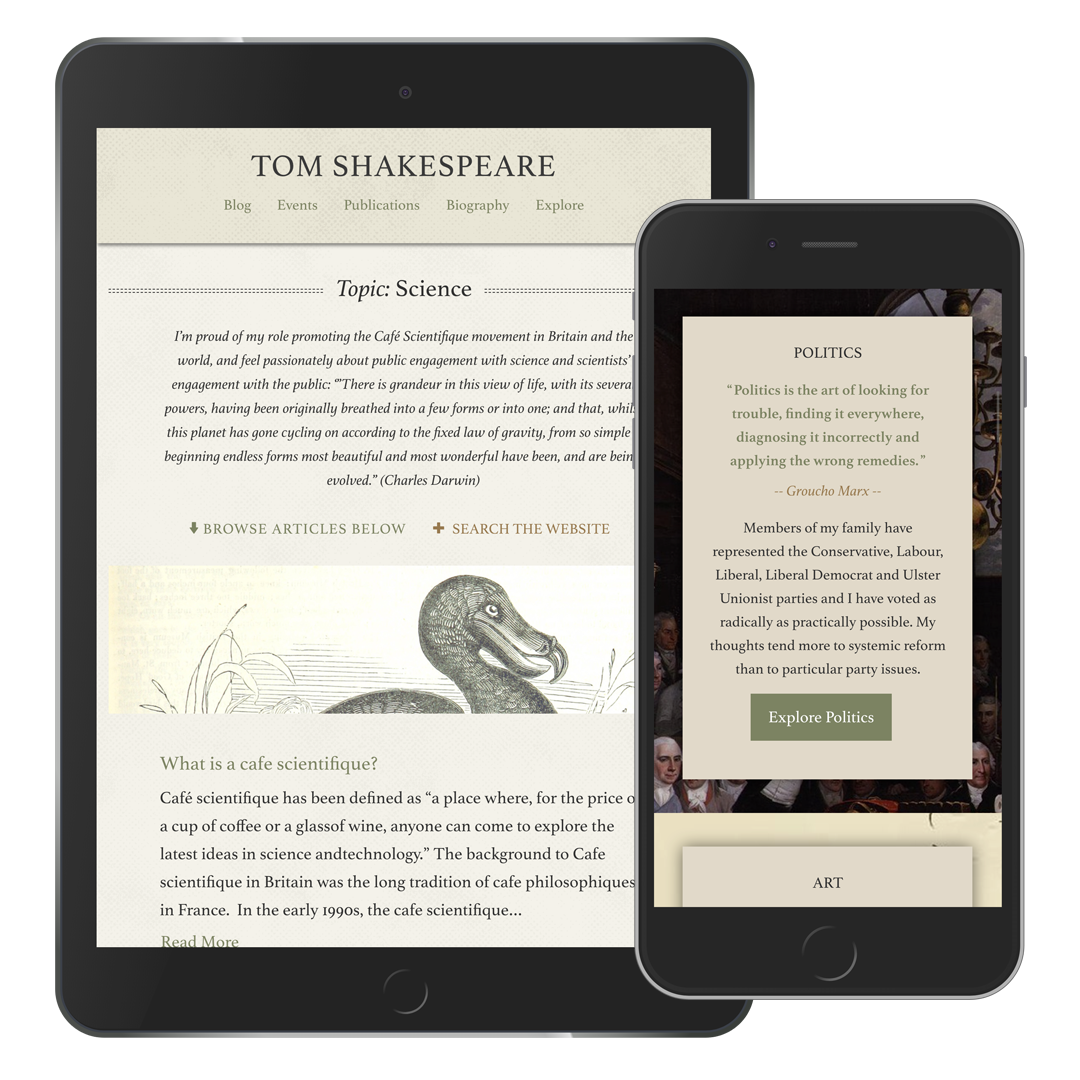 TOM SHAKESPEARE
Blog Events Publications Biography Explore
Topic: Science
I'm proud of my role promoting the Café Scientifique movement in Britain and the
world, and feel passionately about public engagement with science and scientists'
engagement with the public: “”There is grandeur in this view of life, with its
powers, having been originally breathed into a few forms or into one; and that,
this planet has gone cycling on according to the fixed law of gravity, from so simple
beginning endless forms most beautiful and most wonderful have been, and are
evolved.” (Charles Darwin)
BROWSE ARTICLES BELOW SEARCH THE WEBSITE
What is a cafe scientifique?
Café scientifique has been defined as “a place where, for the price
a cup of coffee or a glassof wine, anyone can come to explore the
latest ideas in science andtechnology.” The background to Cafe
scientifique in Britain was the long tradition of cafe philosophiques
in France. In the early 1990s, the cafe scientifique...
Read More
POLITICS
“Politics is the art of looking for
trouble, finding it everywhere,
diagnosing it incorrectly and
applying the wrong remedies.”
-- Groucho Marx --
Members of my family have
represented the Conservative, Labour,
Liberal, Liberal Democrat and Ulster
Unionist parties and I have voted as
radically as practically possible. My
thoughts tend more to systemic reform
than to particular party issues.
Explore Politics
ART